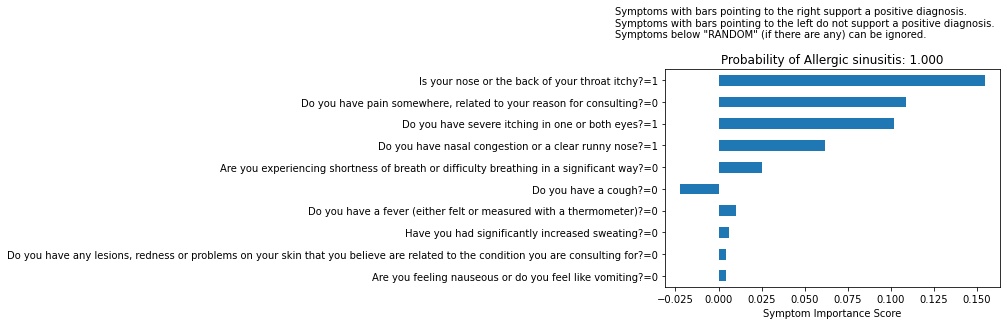 Symptoms with bars pointing to the right support a positive diagnosis.
Symptoms with bars pointing to the left do not support a positive diagnosis.
Symptoms below "RANDOM" (if there are any) can be ignored.
Probability of Allergic sinusitis: 1.000
Is your nose or the back of your throat itchy?=1
Do you have pain somewhere, related to your reason for consulting?=0
Do you have severe itching in one or both eyes?=1
Do you have nasal congestion or a clear runny nose?=1
Are you experiencing shortness of breath or difficulty breathing in a significant way?=0
Do you have a cough?=0
Do you have a fever (either felt or measured with a thermometer)?=0
Have you had significantly increased sweating?=0
Do you have any lesions, redness or problems on your skin that you believe are related to the condition you are consulting for?=0
Are you feeling nauseous or do you feel like vomiting?=0
−0.025 0.000 0.025 0.050 0.075 0.100 0.125 0.150
Symptom Importance Score